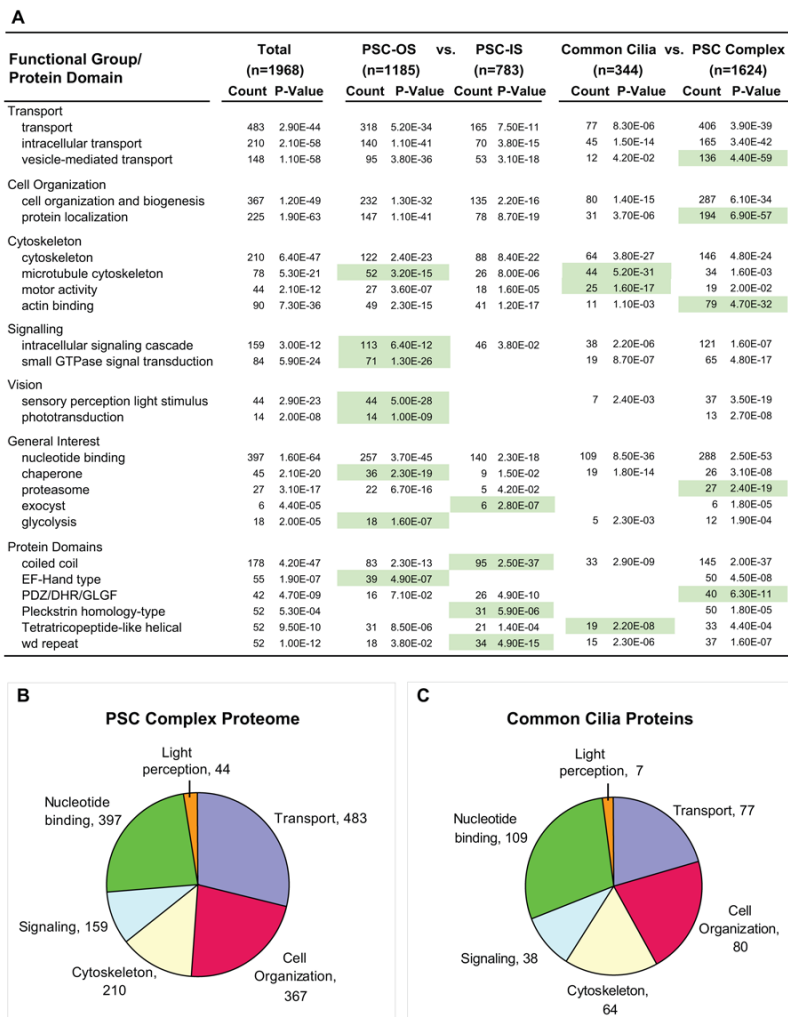 A
Functional Group/
Protein Domain
Total PSC-OS vs. PSC-IS Common Cilia vs. PSC Complex
(n=1968) (n=1185) (n=783) (n=344) (n=1624)
Count P-Value Count P-Value Count P-Value Count P-Value Count P-Value
Transport
transport 483 2.90E-44 318 5.20E-34 165 7.50E-11 77 8.30E-06 406 3.90E-39
intracellular transport 210 2.10E-58 140 1.10E-41 70 3.80E-15 45 1.50E-14 165 3.40E-42
vesicle-mediated transport 148 1.10E-58 95 3.80E-36 53 3.10E-18 12 4.20E-02 136 4.40E-59
Cell Organization
cell organization and biogenesis 367 1.20E-49 232 1.30E-32 135 2.20E-16 80 1.40E-15 287 6.10E-34
protein localization 225 1.90E-63 147 1.10E-41 78 8.70E-19 31 3.70E-06 194 6.90E-57
Cytoskeleton
cytoskeleton 210 6.40E-47 122 2.40E-23 88 8.40E-22 64 3.80E-27 146 4.80E-24
microtubule cytoskeleton 78 5.30E-21 52 3.20E-15 26 8.00E-06 44 5.20E-31 34 1.60E-03
motor activity 44 2.10E-12 27 3.60E-07 18 1.60E-05 25 1.60E-17 19 2.00E-02
actin binding 90 7.30E-36 49 2.30E-15 41 1.20E-17 11 1.10E-03 79 4.70E-32
Signalling
intracellular signaling cascade 159 3.00E-12 113 6.40E-12 46 3.80E-02 38 2.20E-06 121 1.60E-07
small GTPase signal transduction 84 5.90E-24 71 1.30E-26 19 8.70E-07 65 4.80E-17
Vision
sensory perception light stimulus 44 2.90E-23 44 5.00E-28 7 2.40E-03 37 3.50E-19
phototransduction 14 2.00E-08 14 1.00E-09 13 2.70E-08
General Interest
nucleotide binding 397 1.60E-64 257 3.70E-45 140 2.30E-18 109 8.50E-36 288 2.50E-53
chaperone 45 2.10E-20 36 2.30E-19 9 1.50E-02 19 1.80E-14 26 3.10E-08
proteasome 27 3.10E-17 22 6.70E-16 5 4.20E-02 27 2.40E-19
exocyst 6 4.40E-05 6 2.80E-07 6 1.80E-05
glycolysis 18 2.00E-05 18 1.60E-07 5 2.30E-03 12 1.90E-04
Protein Domains
coiled coil 178 4.20E-47 83 2.30E-13 95 2.50E-37 33 2.90E-09 145 2.00E-37
EF-Hand type 55 1.90E-07 39 4.90E-07 50 4.50E-08
PDZ/DHR/GLGF 42 4.70E-09 16 7.10E-02 26 4.90E-10 40 6.30E-11
Pleckstrin homology-type 52 5.30E-04 31 5.90E-06 50 1.80E-05
Tetratricopeptide-like helical 52 9.50E-10 31 8.50E-06 21 1.40E-04 19 2.20E-08 33 4.40E-04
wd repeat 52 1.00E-12 18 3.80E-02 34 4.90E-15 15 2.30E-06 37 1.60E-07
B
PSC Complex Proteome
Light
perception, 44
Nucleotide
binding, 397
Transport, 483
Signaling, 159
Cytoskeleton,
210
Cell
Organization,
367
C
Common Cilia Proteins
Light
perception, 7
Nucleotide
binding, 109
Transport, 77
Signaling, 38
Cell
Organization,
80
Cytoskeleton,
64